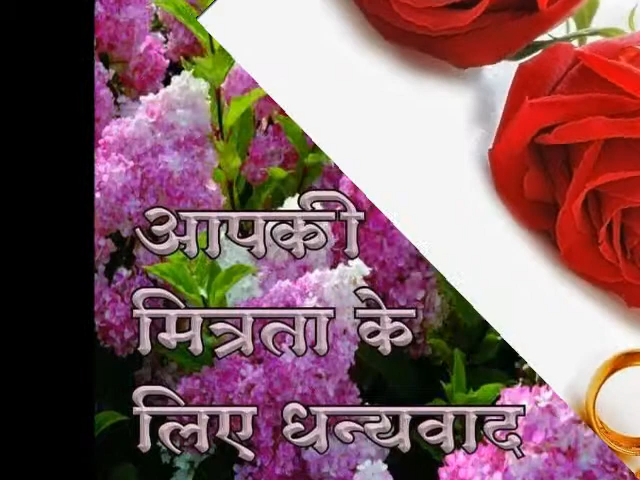 आपकी
मित्रता के
लिए धन्यवाद